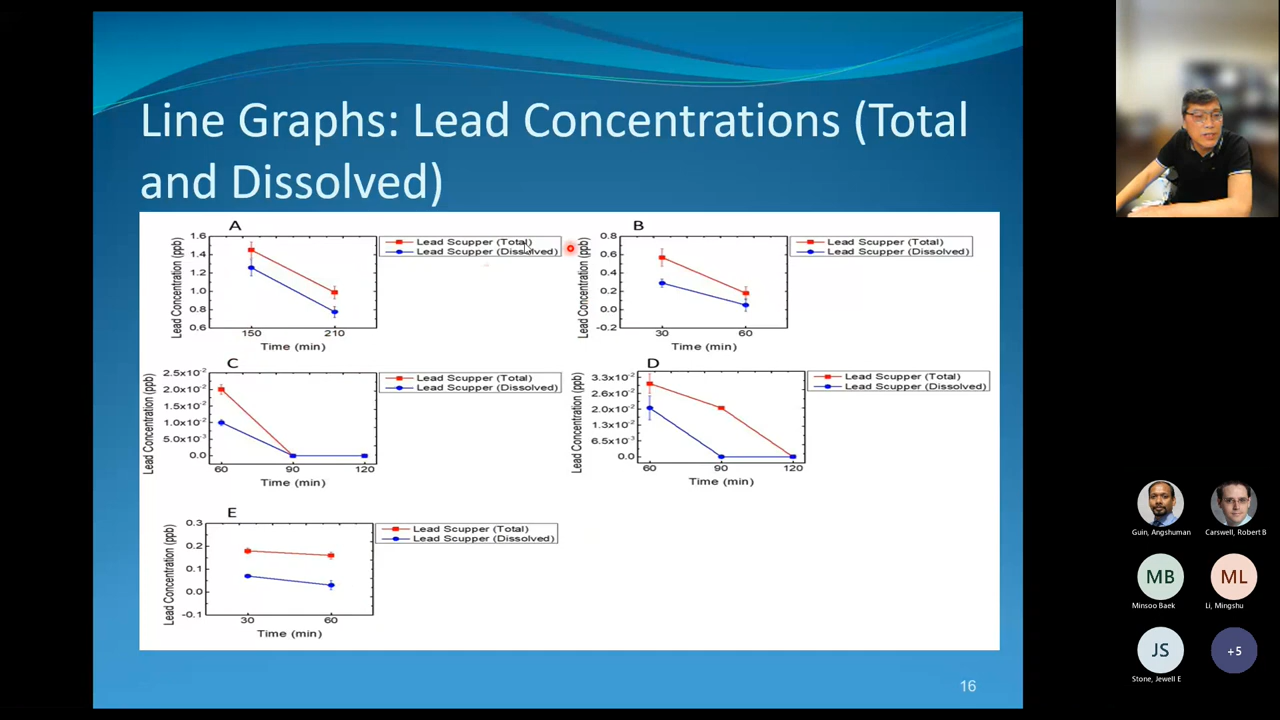 Line Graphs: Lead Concentrations (Total
and Dissolved)
A
Lead Concentration (ppb)
1.6
1.4
1.2
1.0
0.8
0.6
150 210
Time (min)
Lead Scupper (Total)
Lead Scupper (Dissolved)
B
Lead Concentration (ppb)
0.8
0.6
0.4
0.2
0.0
-0.2
30 60
Time (min)
Lead Scupper (Total)
Lead Scupper (Dissolved)
C
Lead Concentration (ppb)
2.5x10⁻²
2.0x10⁻²
1.5x10⁻²
1.0x10⁻²
5.0x10⁻³
0.0
60 90 120
Time (min)
Lead Scupper (Total)
Lead Scupper (Dissolved)
D
Lead Concentration (ppb)
3.3x10⁻²
2.6x10⁻²
2.0x10⁻²
1.3x10⁻²
6.5x10⁻³
0.0
60 90 120
Time (min)
Lead Scupper (Total)
Lead Scupper (Dissolved)
E
Lead Concentration (ppb)
0.3
0.2
0.1
0.0
-0.1
30 60
Time (min)
Lead Scupper (Total)
Lead Scupper (Dissolved)
16
Guin, Angshuman
Carswell, Robert B
MB
ML
Minsoo Baek
Li, Mingshu
JS
+5
Stone, Jewell E